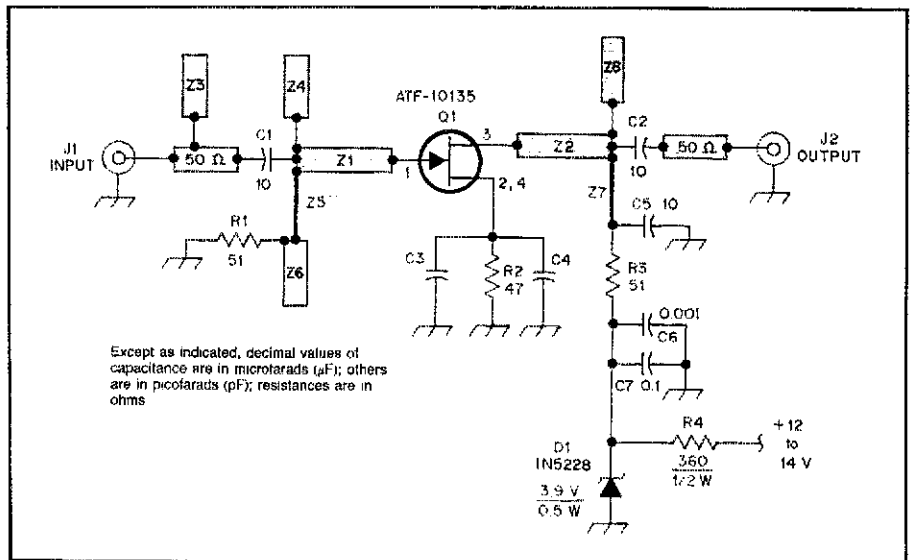 Z3
Z4
Z8
ATF-10135
Q1
J1
INPUT
50 Ω
C1
10
Z1
1
3
2, 4
Z2
C2
10
50 Ω
J2
OUTPUT
Z5
Z7
R1
51
Z6
C3
R2
47
C4
C5 10
R3
51
0.001
C6
C7 0.1
Except as indicated, decimal values of
capacitance are in microfarads (µF); others
are in picofarads (pF); resistances are in
ohms
D1
IN5228
3.9 V
0.5 W
R4
360
1/2 W
+12
to
14 V